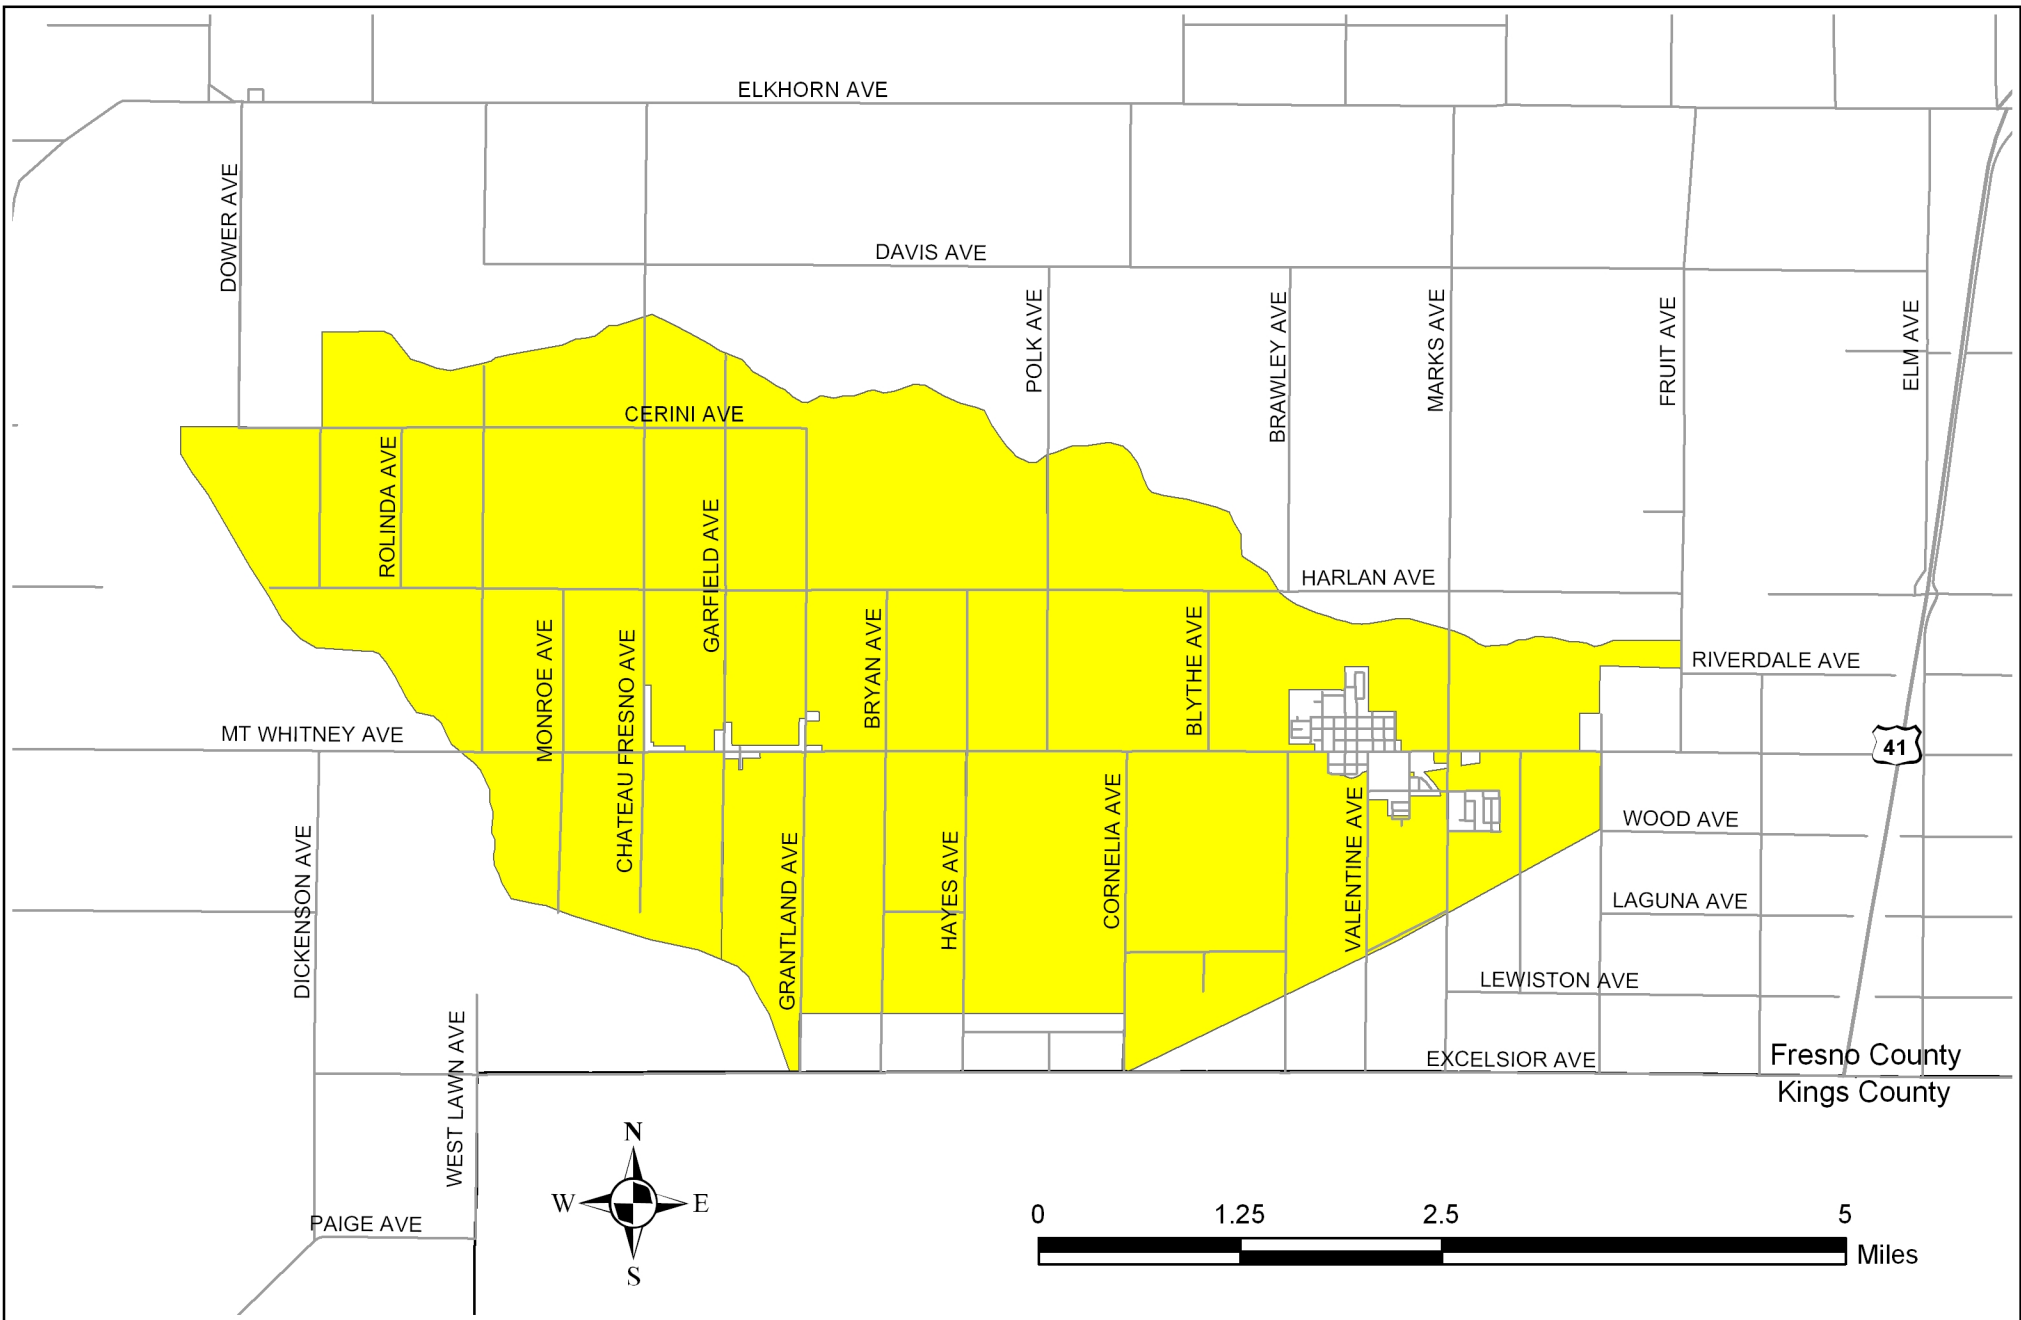 ELKHORN AVE
DOWER AVE
DAVIS AVE
POLK AVE
BRAWLEY AVE
MARKS AVE
FRUIT AVE
ELM AVE
CERINI AVE
ROLINDA AVE
GARFIELD AVE
HARLAN AVE
MONROE AVE
CHATEAU FRESNO AVE
BRYAN AVE
BLYTHE AVE
RIVERDALE AVE
MT WHITNEY AVE
41
DICKENSON AVE
GRANTLAND AVE
HAYES AVE
CORNELIA AVE
VALENTINE AVE
WOOD AVE
LAGUNA AVE
LEWISTON AVE
WEST LAWN AVE
EXCELSIOR AVE
Fresno County
Kings County
PAIGE AVE
N
W
E
S
0 1.25 2.5 5
Miles